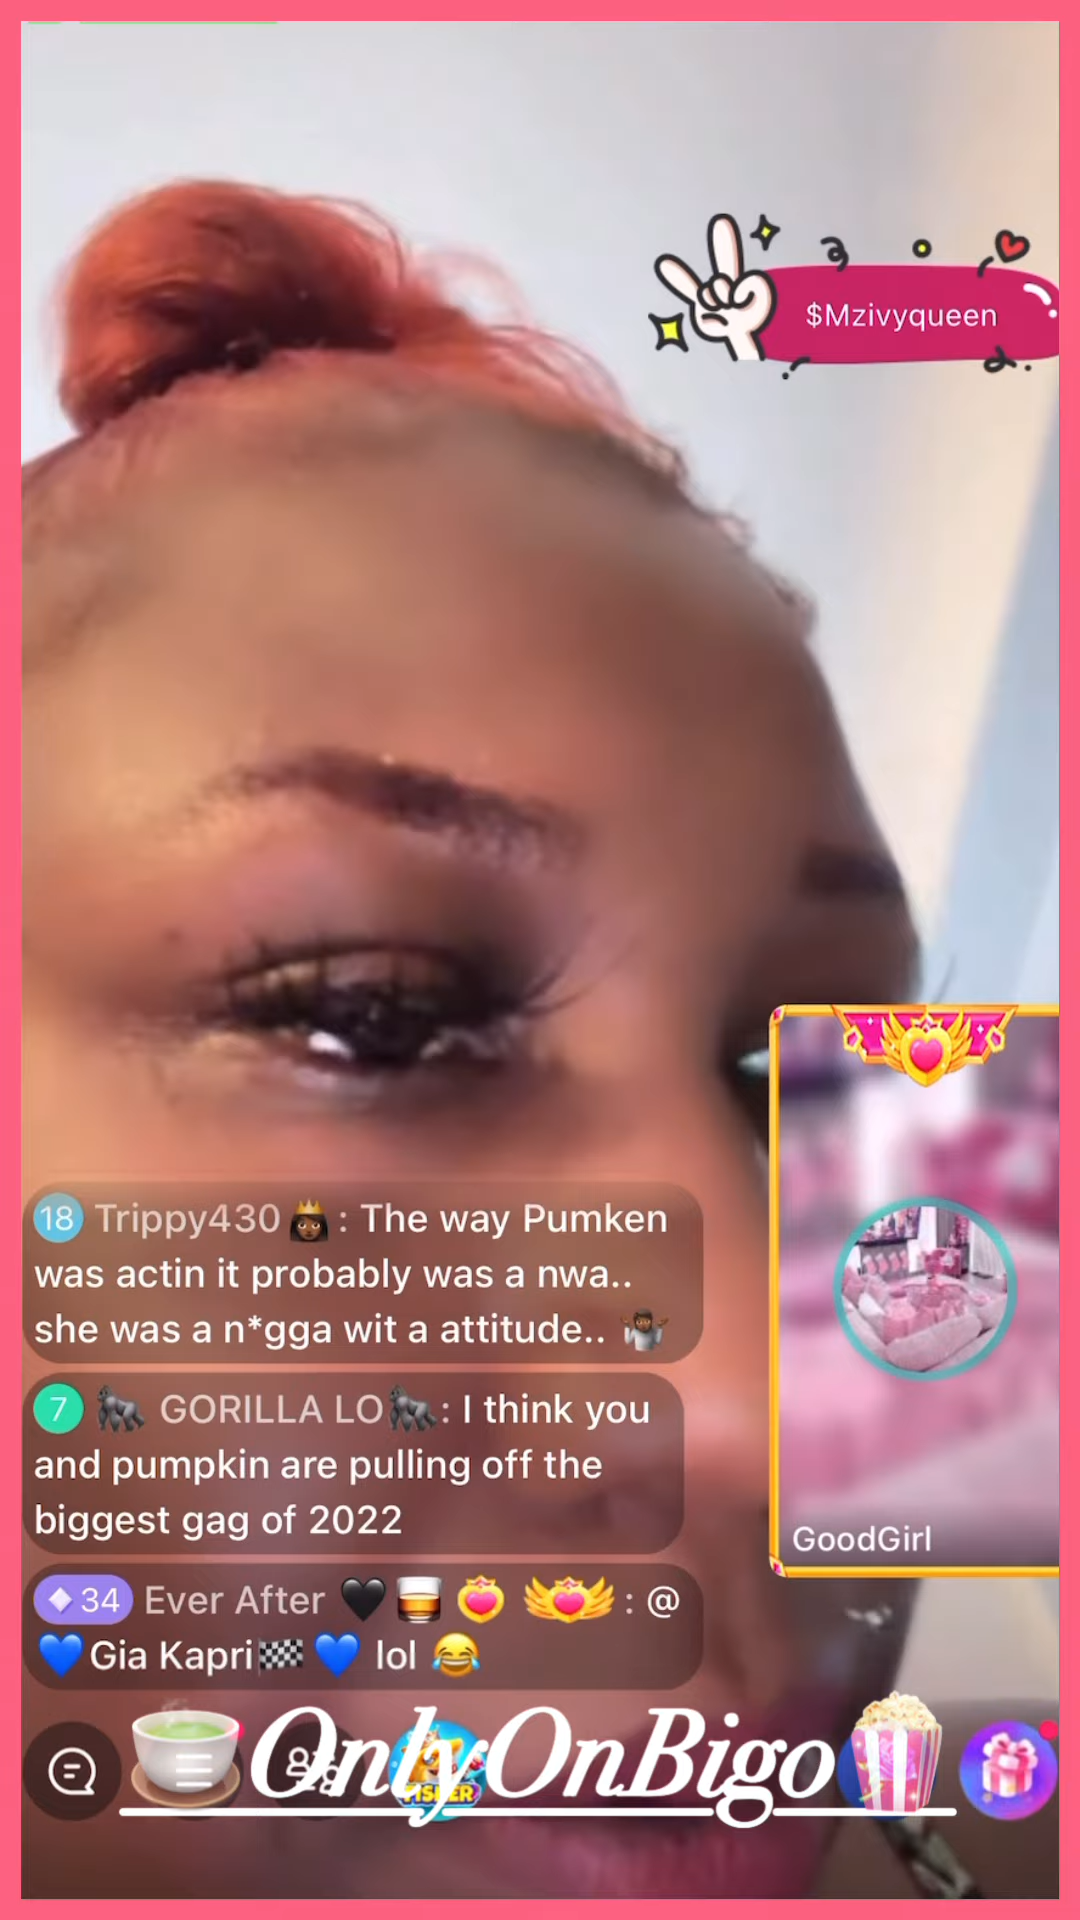 $Mzivyqueen
18 Trippy430👸🏾: The way Pumken
was actin it probably was a nwa..
she was a n*gga wit a attitude.. 🤷🏾
7 🦍 GORILLA LO🦍: I think you
and pumpkin are pulling off the
biggest gag of 2022
GoodGirl
34 Ever After 🖤🥃 : @
💙Gia Kapri🏁💙 lol 😂
OnlyOnBigo
FISHER